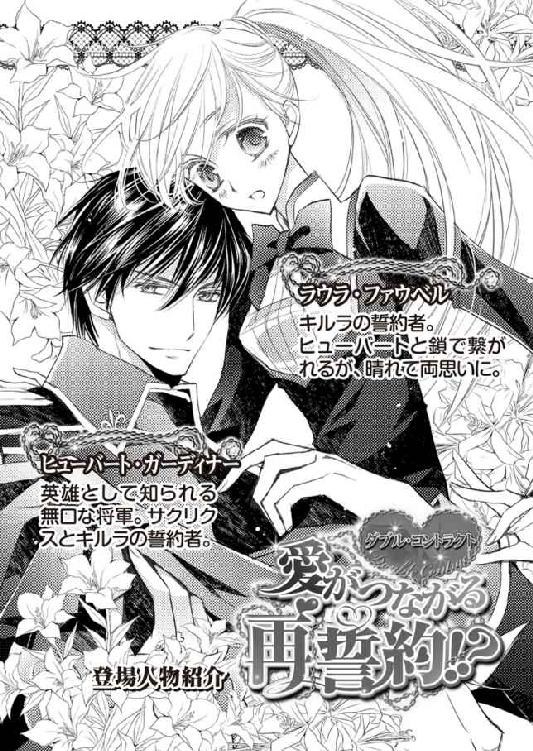 ラウラ・ファウベル
キルラの誓約者。
ヒューバートと鎖で繋が
れるが、晴れて両思いに。
ヒューバート・ガーディナー
英雄として知られる
無口な将軍。サクリク
スとキルラの誓約者。
ダブル・コントラクト
愛がつながる
再誓約!?
登場人物紹介